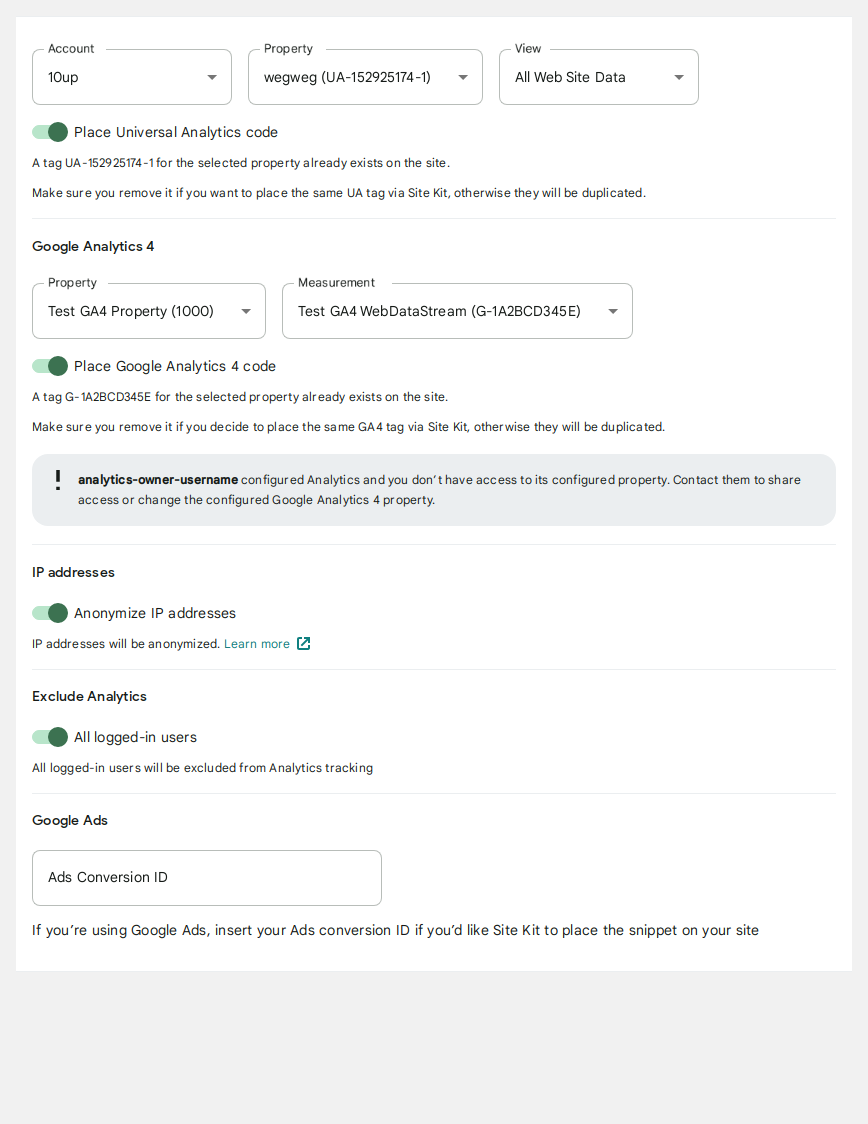 Account
Property
View
10up
wegweg (UA-152925174-1)
All Web Site Data
Place Universal Analytics code
A tag UA-152925174-1 for the selected property already exists on the site.
Make sure you remove it if you want to place the same UA tag via Site Kit, otherwise they will be duplicated.
Google Analytics 4
Property
Measurement
Test GA4 Property (1000)
Test GA4 WebDataStream (G-1A2BCD345E)
Place Google Analytics 4 code
A tag G-1A2BCD345E for the selected property already exists on the site.
Make sure you remove it if you decide to place the same GA4 tag via Site Kit, otherwise they will be duplicated.
analytics-owner-username configured Analytics and you don’t have access to its configured property. Contact them to share
access or change the configured Google Analytics 4 property.
IP addresses
Anonymize IP addresses
IP addresses will be anonymized. Learn more
Exclude Analytics
All logged-in users
All logged-in users will be excluded from Analytics tracking
Google Ads
Ads Conversion ID
If you’re using Google Ads, insert your Ads conversion ID if you’d like Site Kit to place the snippet on your site